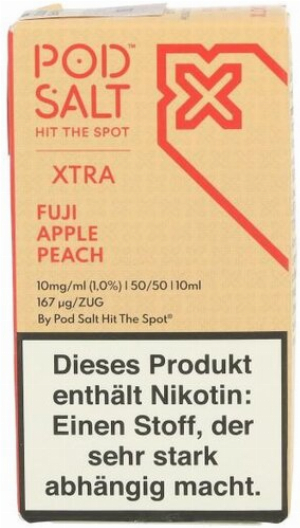 POD™
SALT
HIT THE SPOT
XTRA
FUJI
APPLE
PEACH
10mg/ml (1,0%) | 50/50 | 10ml
167 µg/ZUG
By Pod Salt Hit The Spot®
Dieses Produkt
enthält Nikotin:
Einen Stoff, der
sehr stark
abhängig macht.